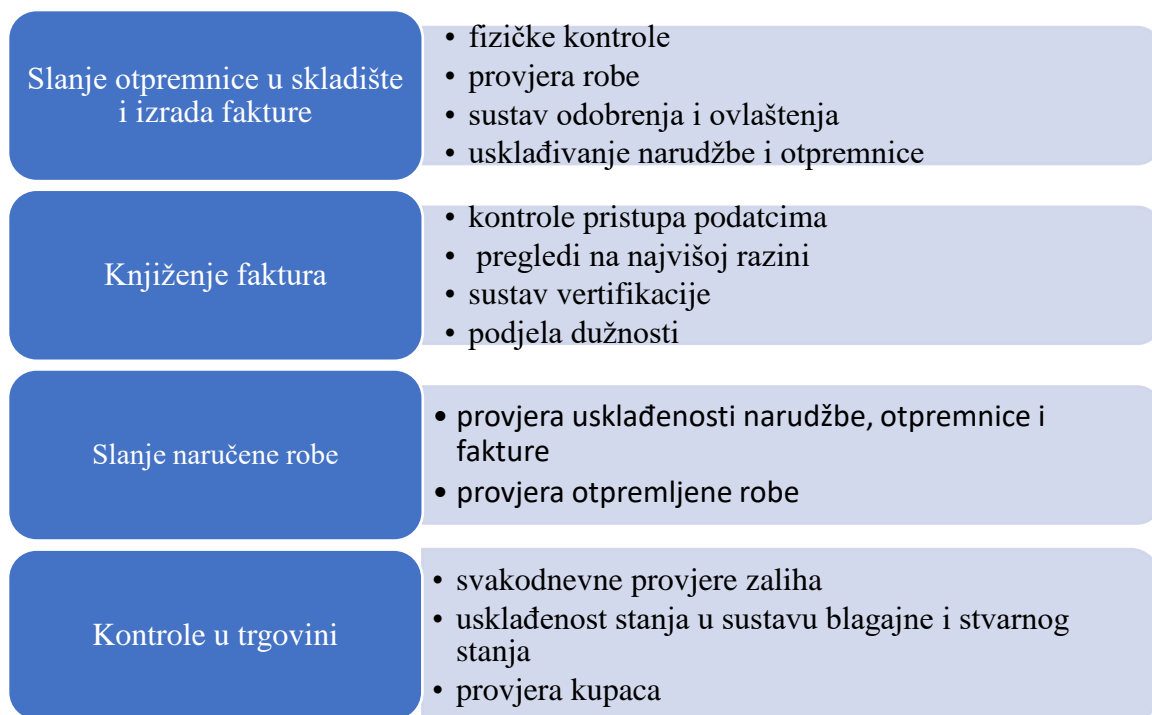 Slanje otpremnice u skladište
i izrada fakture
• fizičke kontrole
• provjera robe
• sustav odobrenja i ovlaštenja
• usklađivanje narudžbe i otpremnice
Knjiženje faktura
• kontrole pristupa podatcima
• pregledi na najvišoj razini
• sustav vertifikacije
• podjela dužnosti
Slanje naručene robe
• provjera usklađenosti narudžbe, otpremnice i
fakture
• provjera otpremljene robe
Kontrole u trgovini
• svakodnevne provjere zaliha
• usklađenost stanja u sustavu blagajne i stvarnog
stanja
• provjera kupaca